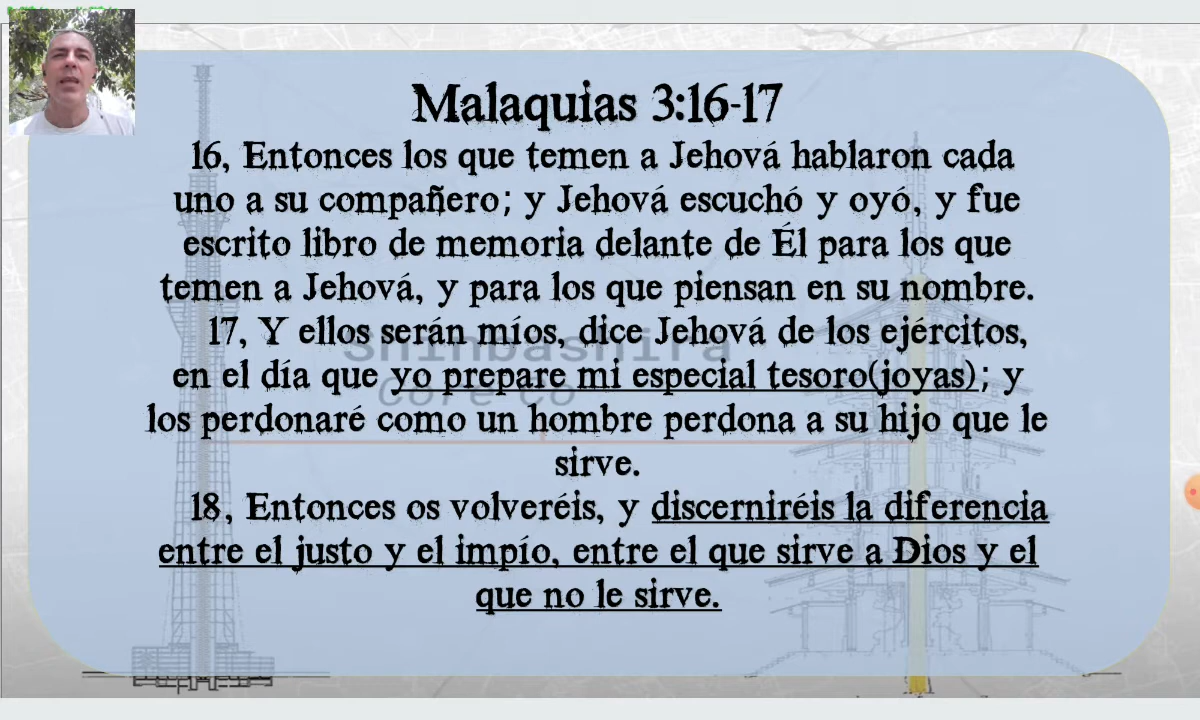 Malaquias 3:16-17
16, Entonces los que temen a Jehová hablaron cada
uno a su compañero; y Jehová escuchó y oyó, y fue
escrito libro de memoria delante de Él para los que
temen a Jehová, y para los que piensan en su nombre.
17, Y ellos serán míos, dice Jehová de los ejércitos,
Shinbashira
en el día que yo prepare mi especial tesoro(joyas); y
Core Co
los perdonaré como un hombre perdona a su hijo que le
sirve.
18, Entonces os volveréis, y discerniréis la diferencia
entre el justo y el impío, entre el que sirve a Dios y el
que no le sirve.